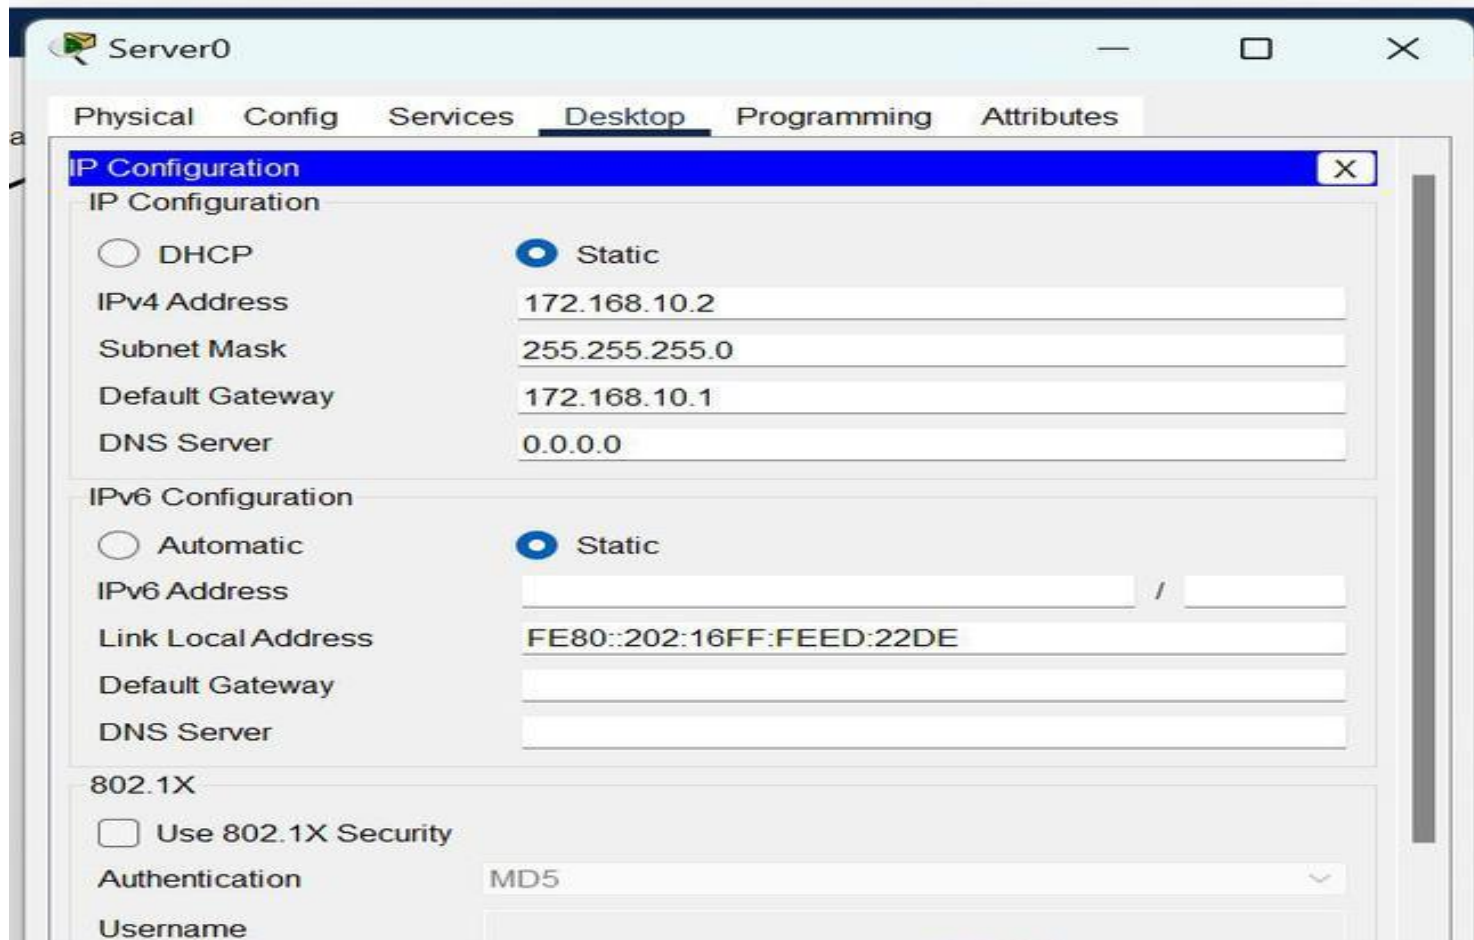 Server0
Physical Config Services Desktop Programming Attributes
a
IP Configuration X
IP Configuration
DHCP Static
IPv4 Address 172.168.10.2
Subnet Mask 255.255.255.0
Default Gateway 172.168.10.1
DNS Server 0.0.0.0
IPv6 Configuration
Automatic Static
IPv6 Address /
Link Local Address FE80::202:16FF:FEED:22DE
Default Gateway
DNS Server
802.1X
Use 802.1X Security
Authentication MD5
Username